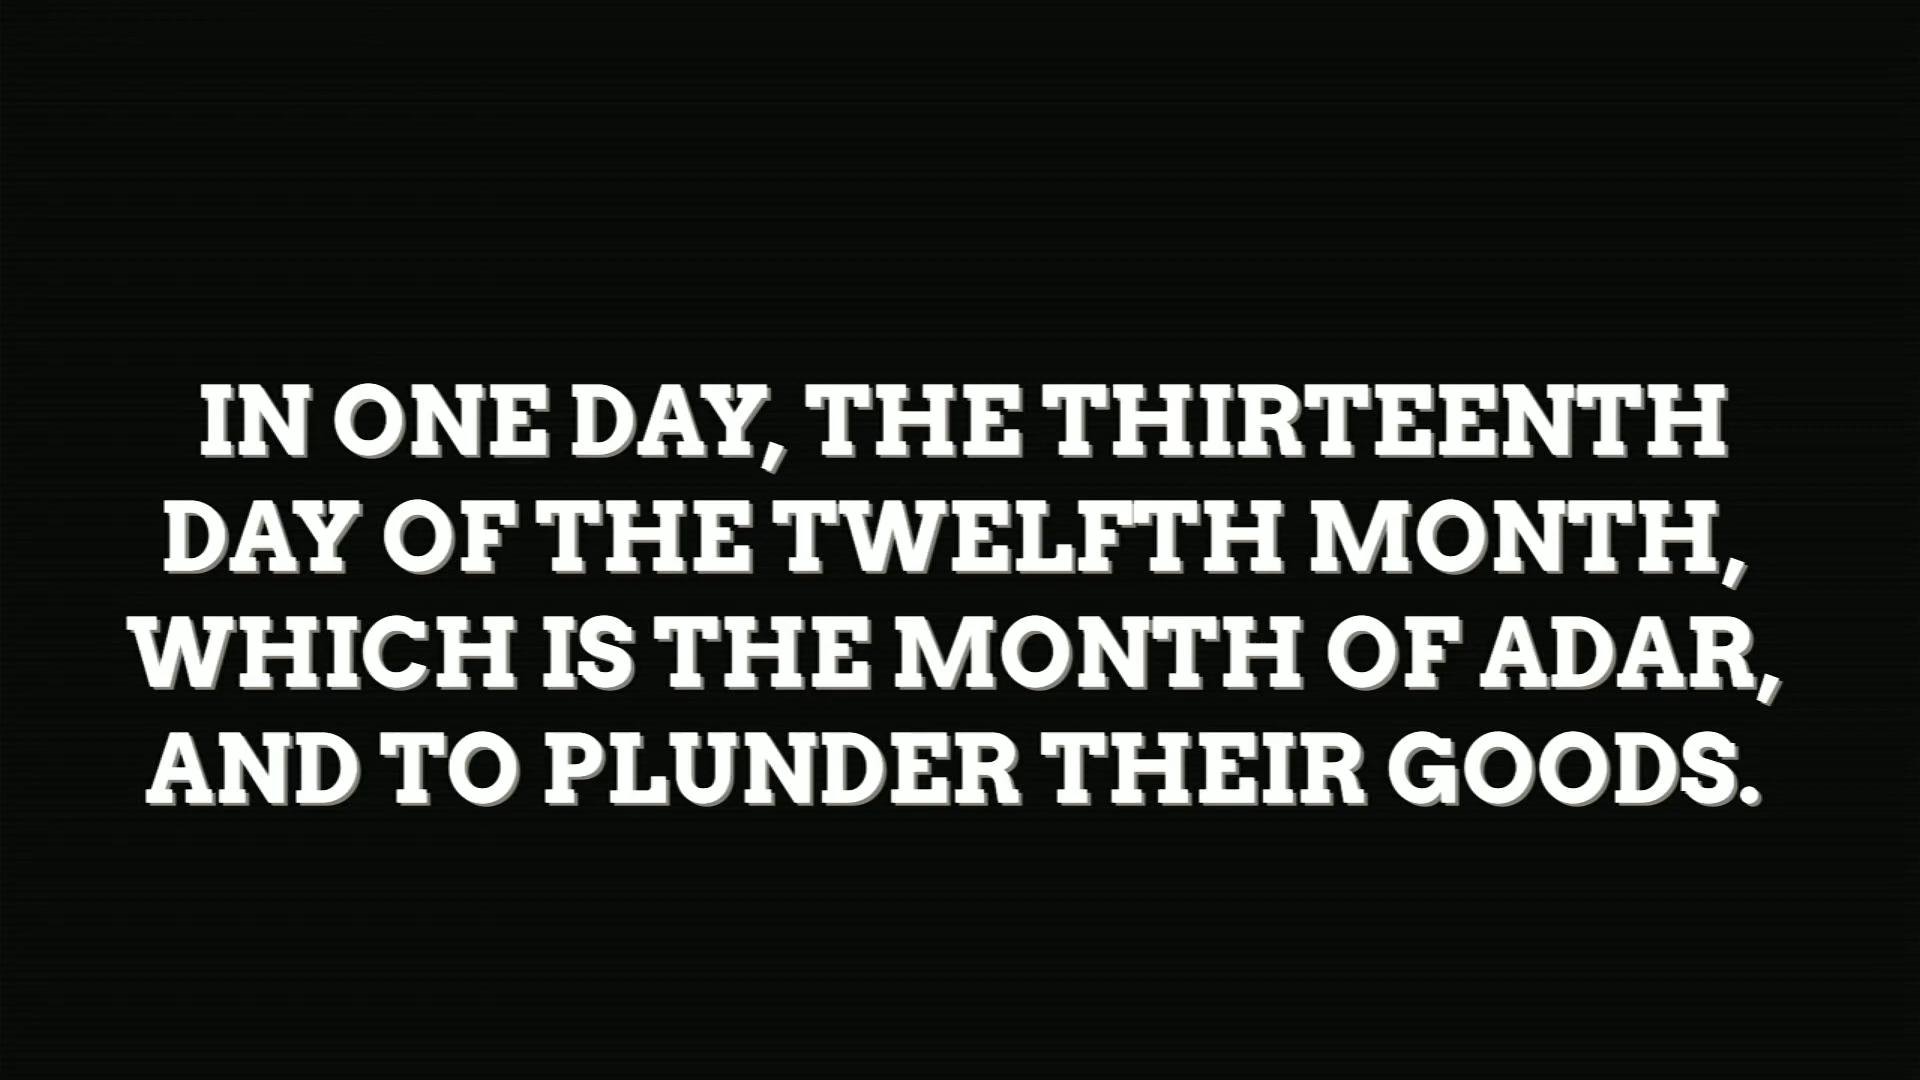 IN ONE DAY, THE THIRTEENTH
DAY OF THE TWELFTH MONTH,
WHICH IS THE MONTH OF ADAR,
AND TO PLUNDER THEIR GOODS.